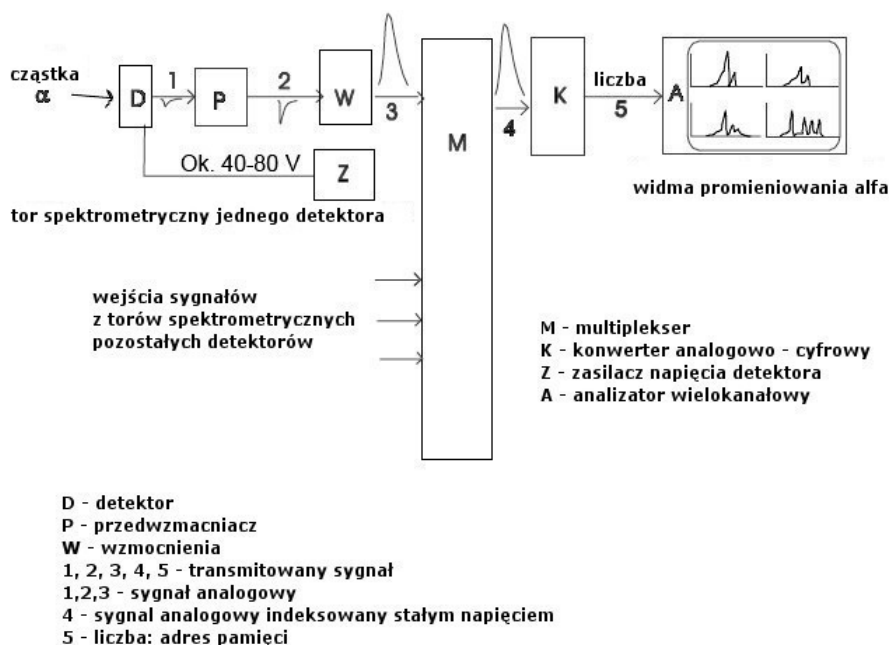 cząstka
α
D
1
P
2
W
3
M
4
K
liczba
5
A
Ok. 40-80 V
Z
widma promieniowania alfa
tor spektrometryczny jednego detektora
wejścia sygnałów
z torów spektrometrycznych
pozostałych detektorów
M - multiplekser
K - konwerter analogowo - cyfrowy
Z - zasilacz napięcia detektora
A - analizator wielokanałowy
D - detektor
P - przedwzmacniacz
W - wzmocnienia
1, 2, 3, 4, 5 - transmitowany sygnał
1,2,3 - sygnał analogowy
4 - sygnal analogowy indeksowany stałym napięciem
5 - liczba: adres pamięci